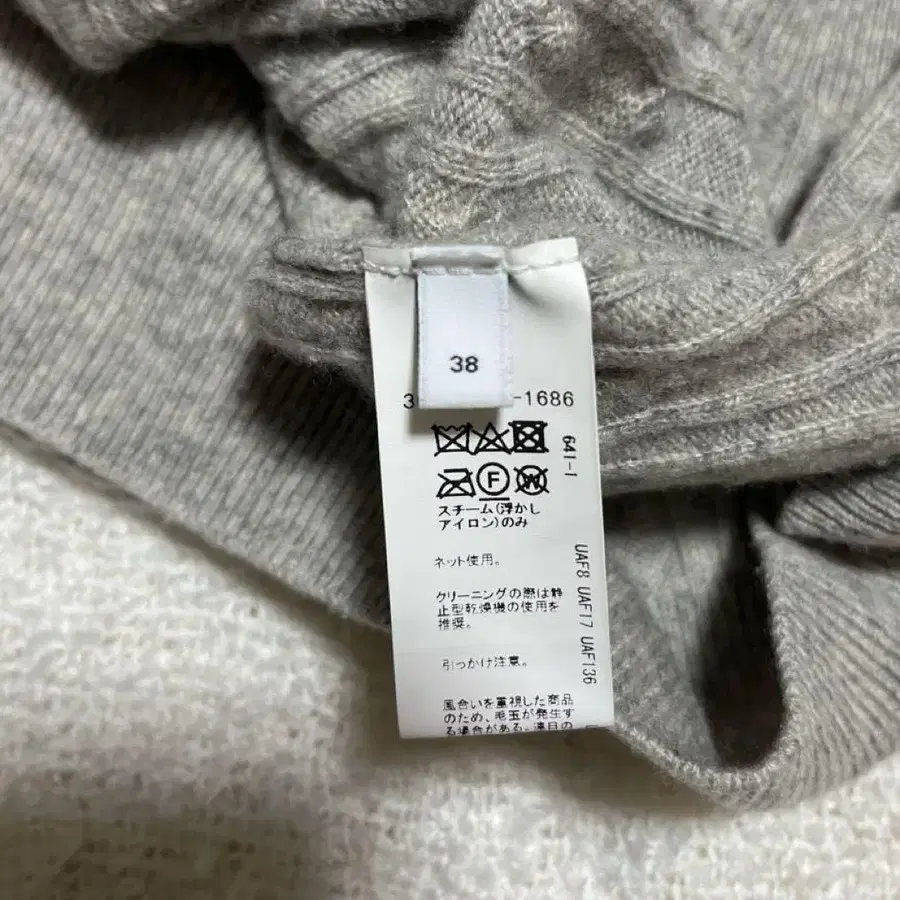 38
3
-1686
641-1
F
W
スチーム(浮かし
アイロン)のみ
ネット使用。
クリーニングの際は静
止型乾燥機の使用を
推奨。
引っかけ注意。
風合いを重視した商品
のため、毛玉が発生す
る場合がある。連日の
UAF8 UAF17 UAF136